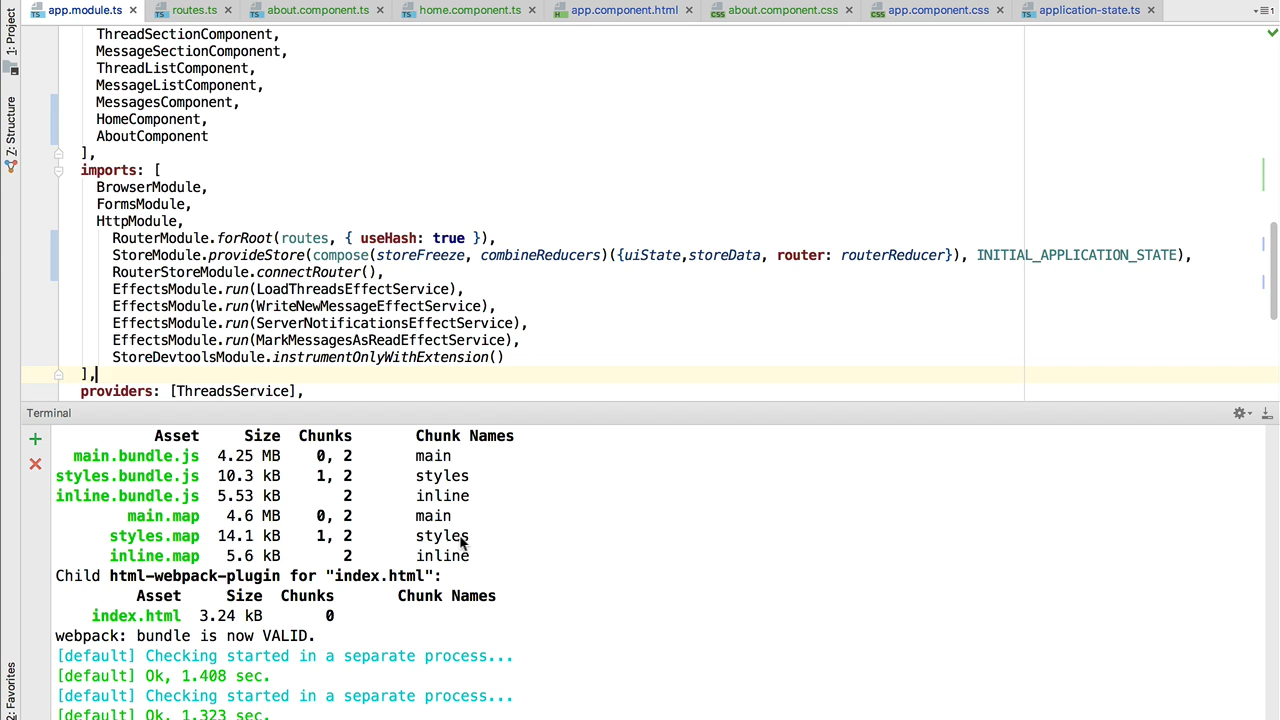 app.module.ts routes.ts about.component.ts home.component.ts app.component.html about.component.css app.component.css application-state.ts
1: Project
Z: Structure
2: Favorites
ThreadSectionComponent,
MessageSectionComponent,
ThreadListComponent,
MessageListComponent,
MessagesComponent,
HomeComponent,
AboutComponent
],
imports: [
BrowserModule,
FormsModule,
HttpModule,
RouterModule.forRoot(routes, { useHash: true }),
StoreModule.provideStore(compose(storeFreeze, combineReducers)({uiState,storeData, router: routerReducer}), INITIAL_APPLICATION_STATE),
RouterStoreModule.connectRouter(),
EffectsModule.run(LoadThreadsEffectService),
EffectsModule.run(WriteNewMessageEffectService),
EffectsModule.run(ServerNotificationsEffectService),
EffectsModule.run(MarkMessagesAsReadEffectService),
StoreDevtoolsModule.instrumentOnlyWithExtension()
],
providers: [ThreadsService],
Terminal
Asset Size Chunks Chunk Names
main.bundle.js 4.25 MB 0, 2 main
styles.bundle.js 10.3 kB 1, 2 styles
inline.bundle.js 5.53 kB 2 inline
main.map 4.6 MB 0, 2 main
styles.map 14.1 kB 1, 2 styles
inline.map 5.6 kB 2 inline
Child html-webpack-plugin for "index.html":
Asset Size Chunks Chunk Names
index.html 3.24 kB 0
webpack: bundle is now VALID.
[default] Checking started in a separate process...
[default] Ok, 1.408 sec.
[default] Checking started in a separate process...
[default] Ok, 1.323 sec.